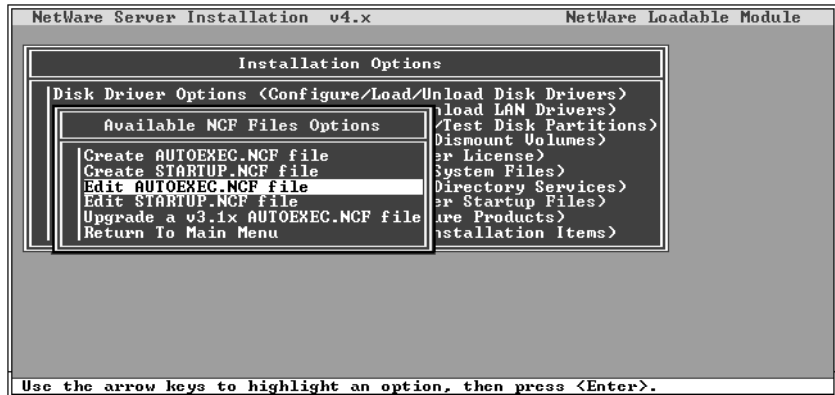 NetWare Server Installation v4.x NetWare Loadable Module
Installation Options
Disk Driver Options (Configure/Load/Unload Disk Drivers)
nload LAN Drivers)
Available NCF Files Options /Test Disk Partitions)
Dismount Volumes)
Create AUTOEXEC.NCF file er License)
Create STARTUP.NCF file System Files)
Edit AUTOEXEC.NCF file Directory Services)
Edit STARTUP.NCF file er Startup Files)
Upgrade a v3.1x AUTOEXEC.NCF file ure Products)
Return To Main Menu nstallation Items)
Use the arrow keys to highlight an option, then press <Enter>.